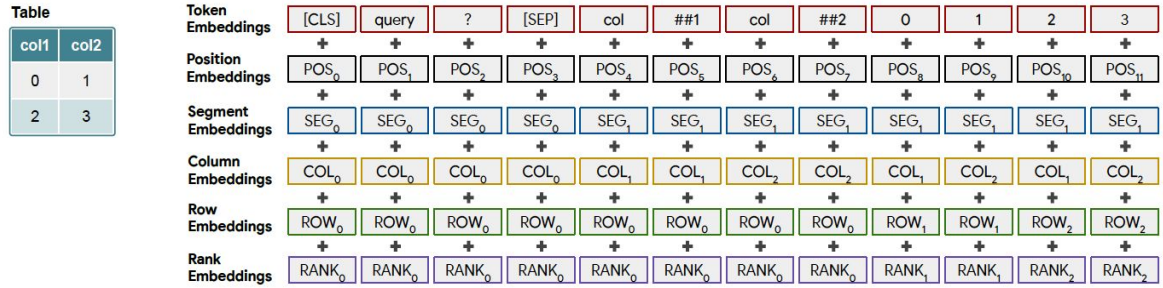 Table
col1 col2
0 1
2 3
Token Embeddings [CLS] query ? [SEP] col ##1 col ##2 0 1 2 3
+ + + + + + + + + + + +
Position Embeddings POS0 POS1 POS2 POS3 POS4 POS5 POS6 POS7 POS8 POS9 POS10 POS11
+ + + + + + + + + + + +
Segment Embeddings SEG0 SEG0 SEG0 SEG0 SEG1 SEG1 SEG1 SEG1 SEG1 SEG1 SEG1 SEG1
+ + + + + + + + + + + +
Column Embeddings COL0 COL0 COL0 COL0 COL1 COL1 COL2 COL2 COL1 COL2 COL1 COL2
+ + + + + + + + + + + +
Row Embeddings ROW0 ROW0 ROW0 ROW0 ROW0 ROW0 ROW0 ROW0 ROW1 ROW1 ROW2 ROW2
+ + + + + + + + + + + +
Rank Embeddings RANK0 RANK0 RANK0 RANK0 RANK0 RANK0 RANK0 RANK0 RANK1 RANK1 RANK2 RANK2